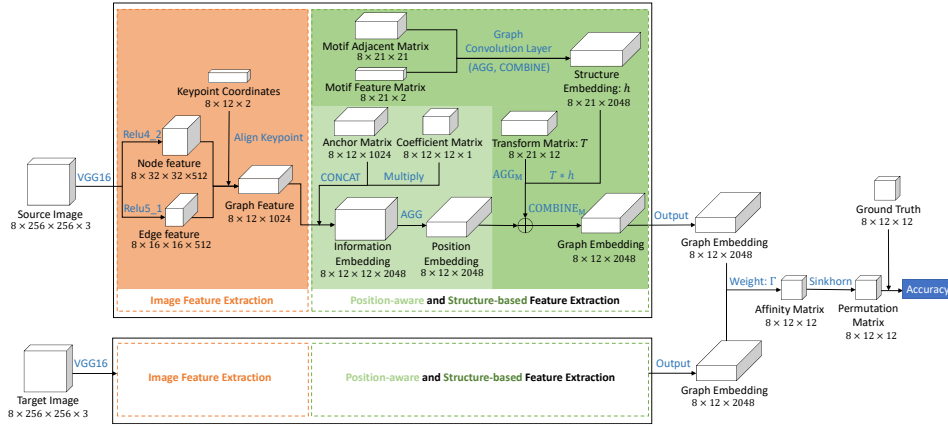 Source Image
8 × 256 × 256 × 3
VGG16
Relu4_2
Relu5_1
Keypoint Coordinates
8 × 12 × 2
Align Keypoint
Node feature
8 × 32 × 32 ×512
Edge feature
8 × 16 × 16 × 512
Graph Feature
8 × 12 × 1024
Image Feature Extraction
Motif Adjacent Matrix
8 × 21 × 21
Motif Feature Matrix
8 × 21 × 2
Graph
Convolution Layer
(AGG, COMBINE)
Structure
Embedding: h
8 × 21 × 2048
Anchor Matrix
8 × 12 × 1024
Coefficient Matrix
8 × 12 × 12 × 1
CONCAT
Multiply
Transform Matrix: T
8 × 21 × 12
AGG_M
T ∗ h
Information
Embedding
8 × 12 × 12 × 2048
AGG
Position
Embedding
8 × 12 × 2048
COMBINE_M
Graph Embedding
8 × 12 × 2048
Position-aware and Structure-based Feature Extraction
Output
Graph Embedding
8 × 12 × 2048
Weight: Γ
Affinity Matrix
8 × 12 × 12
Sinkhorn
Permutation
Matrix
8 × 12 × 12
Ground Truth
8 × 12 × 12
Accuracy
Target Image
8 × 256 × 256 × 3
VGG16
Image Feature Extraction
Position-aware and Structure-based Feature Extraction
Output
Graph Embedding
8 × 12 × 2048